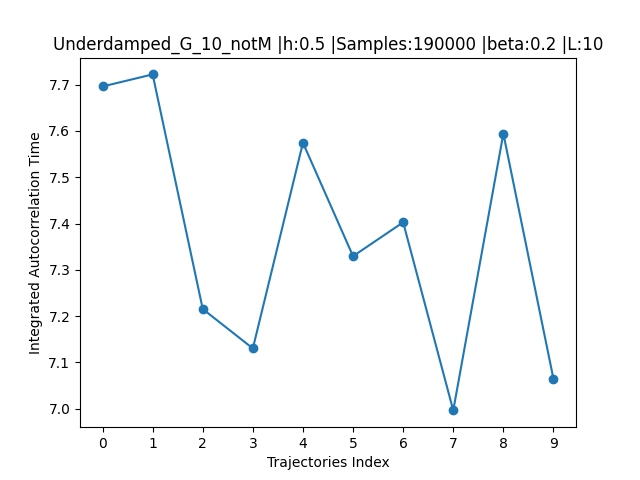 Underdamped_G_10_notM |h:0.5 |Samples:190000 |beta:0.2 |L:10
7.7
7.6
7.5
7.4
7.3
7.2
7.1
7.0
Integrated Autocorrelation Time
0 1 2 3 4 5 6 7 8 9
Trajectories Index